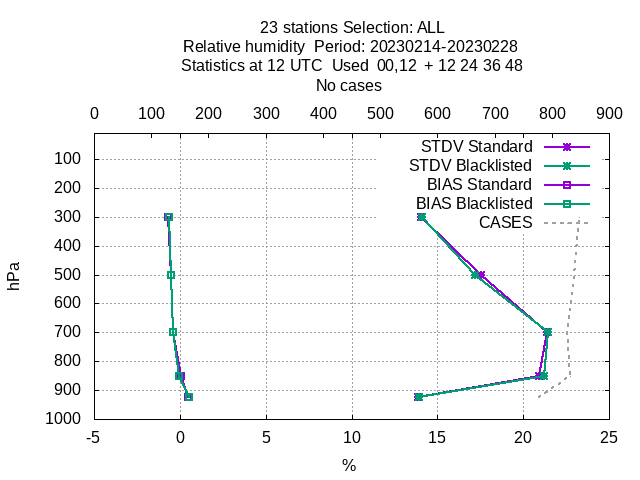 23 stations Selection: ALL
Relative humidity  Period: 20230214-20230228
Statistics at 12 UTC  Used  00,12  + 12 24 36 48
No cases
0 100 200 300 400 500 600 700 800 900
STDV Standard
STDV Blacklisted
BIAS Standard
BIAS Blacklisted
CASES
100
200
300
400
500
600
700
800
900
1000
hPa
-5 0 5 10 15 20 25
%